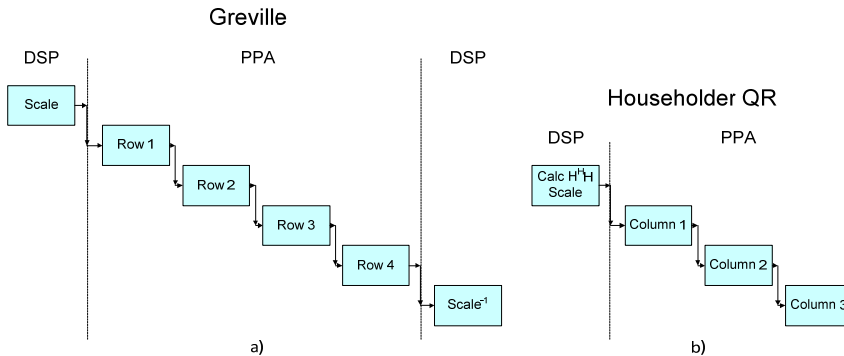 Greville
DSP
PPA
DSP
Scale
Row 1
Row 2
Row 3
Row 4
Scale⁻¹
a)
Householder QR
DSP
PPA
Calc HᴴH
Scale
Column 1
Column 2
Column 3
b)